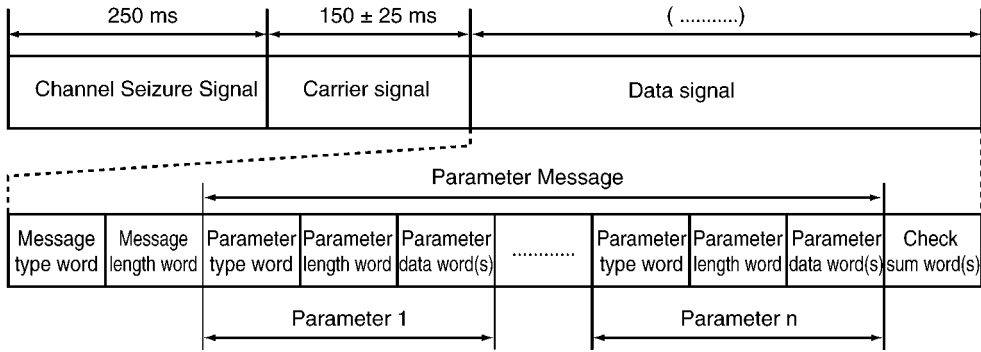 250 ms 150 ± 25 ms ( ...........)
Channel Seizure Signal Carrier signal Data signal
Parameter Message
Message Message Parameter Parameter Parameter Parameter Parameter Parameter Check
type word length word type word length word data word(s) ............ type word length word data word(s) sum word(s)
Parameter 1 Parameter n